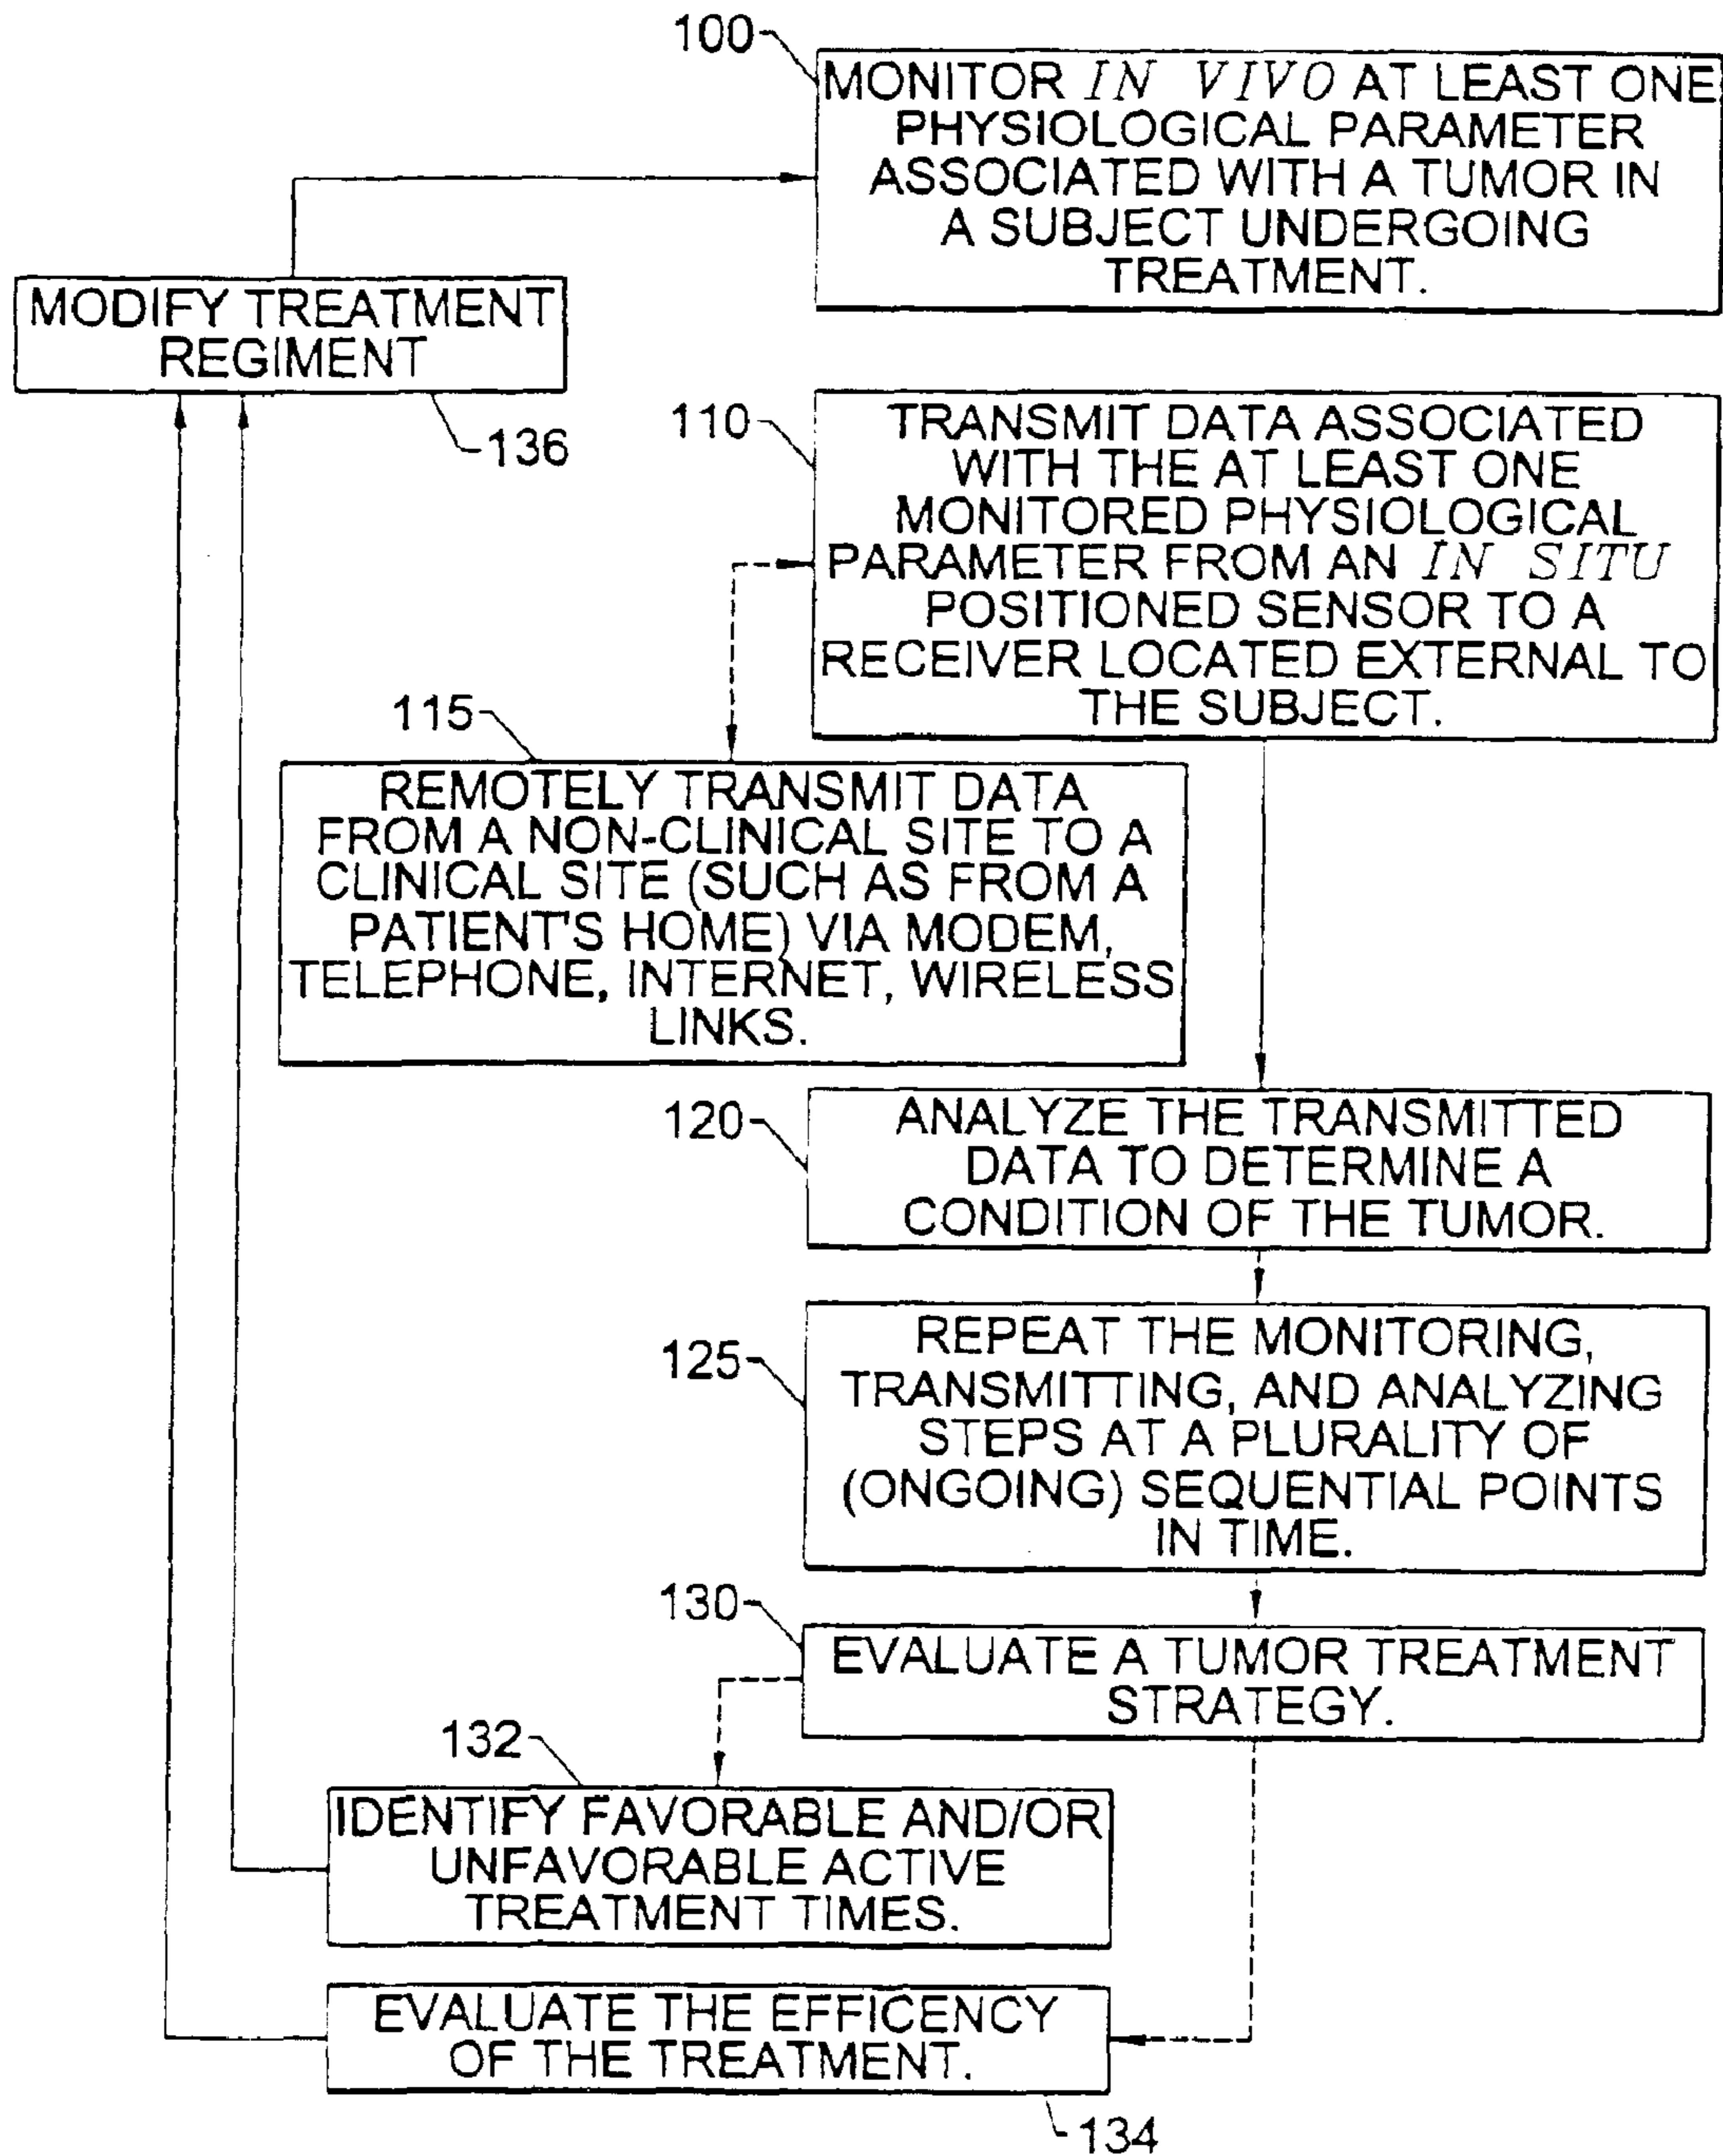 100
MONITOR IN VIVO AT LEAST ONE
PHYSIOLOGICAL PARAMETER
ASSOCIATED WITH A TUMOR IN
A SUBJECT UNDERGOING
TREATMENT.
MODIFY TREATMENT
REGIMENT
136
110
TRANSMIT DATA ASSOCIATED
WITH THE AT LEAST ONE
MONITORED PHYSIOLOGICAL
PARAMETER FROM AN IN SITU
POSITIONED SENSOR TO A
RECEIVER LOCATED EXTERNAL TO
THE SUBJECT.
115
REMOTELY TRANSMIT DATA
FROM A NON-CLINICAL SITE TO A
CLINICAL SITE (SUCH AS FROM A
PATIENT'S HOME) VIA MODEM,
TELEPHONE, INTERNET, WIRELESS
LINKS.
120
ANALYZE THE TRANSMITTED
DATA TO DETERMINE A
CONDITION OF THE TUMOR.
125
REPEAT THE MONITORING,
TRANSMITTING, AND ANALYZING
STEPS AT A PLURALITY OF
(ONGOING) SEQUENTIAL POINTS
IN TIME.
130
EVALUATE A TUMOR TREATMENT
STRATEGY.
132
IDENTIFY FAVORABLE AND/OR
UNFAVORABLE ACTIVE
TREATMENT TIMES.
EVALUATE THE EFFICENCY
OF THE TREATMENT.
134